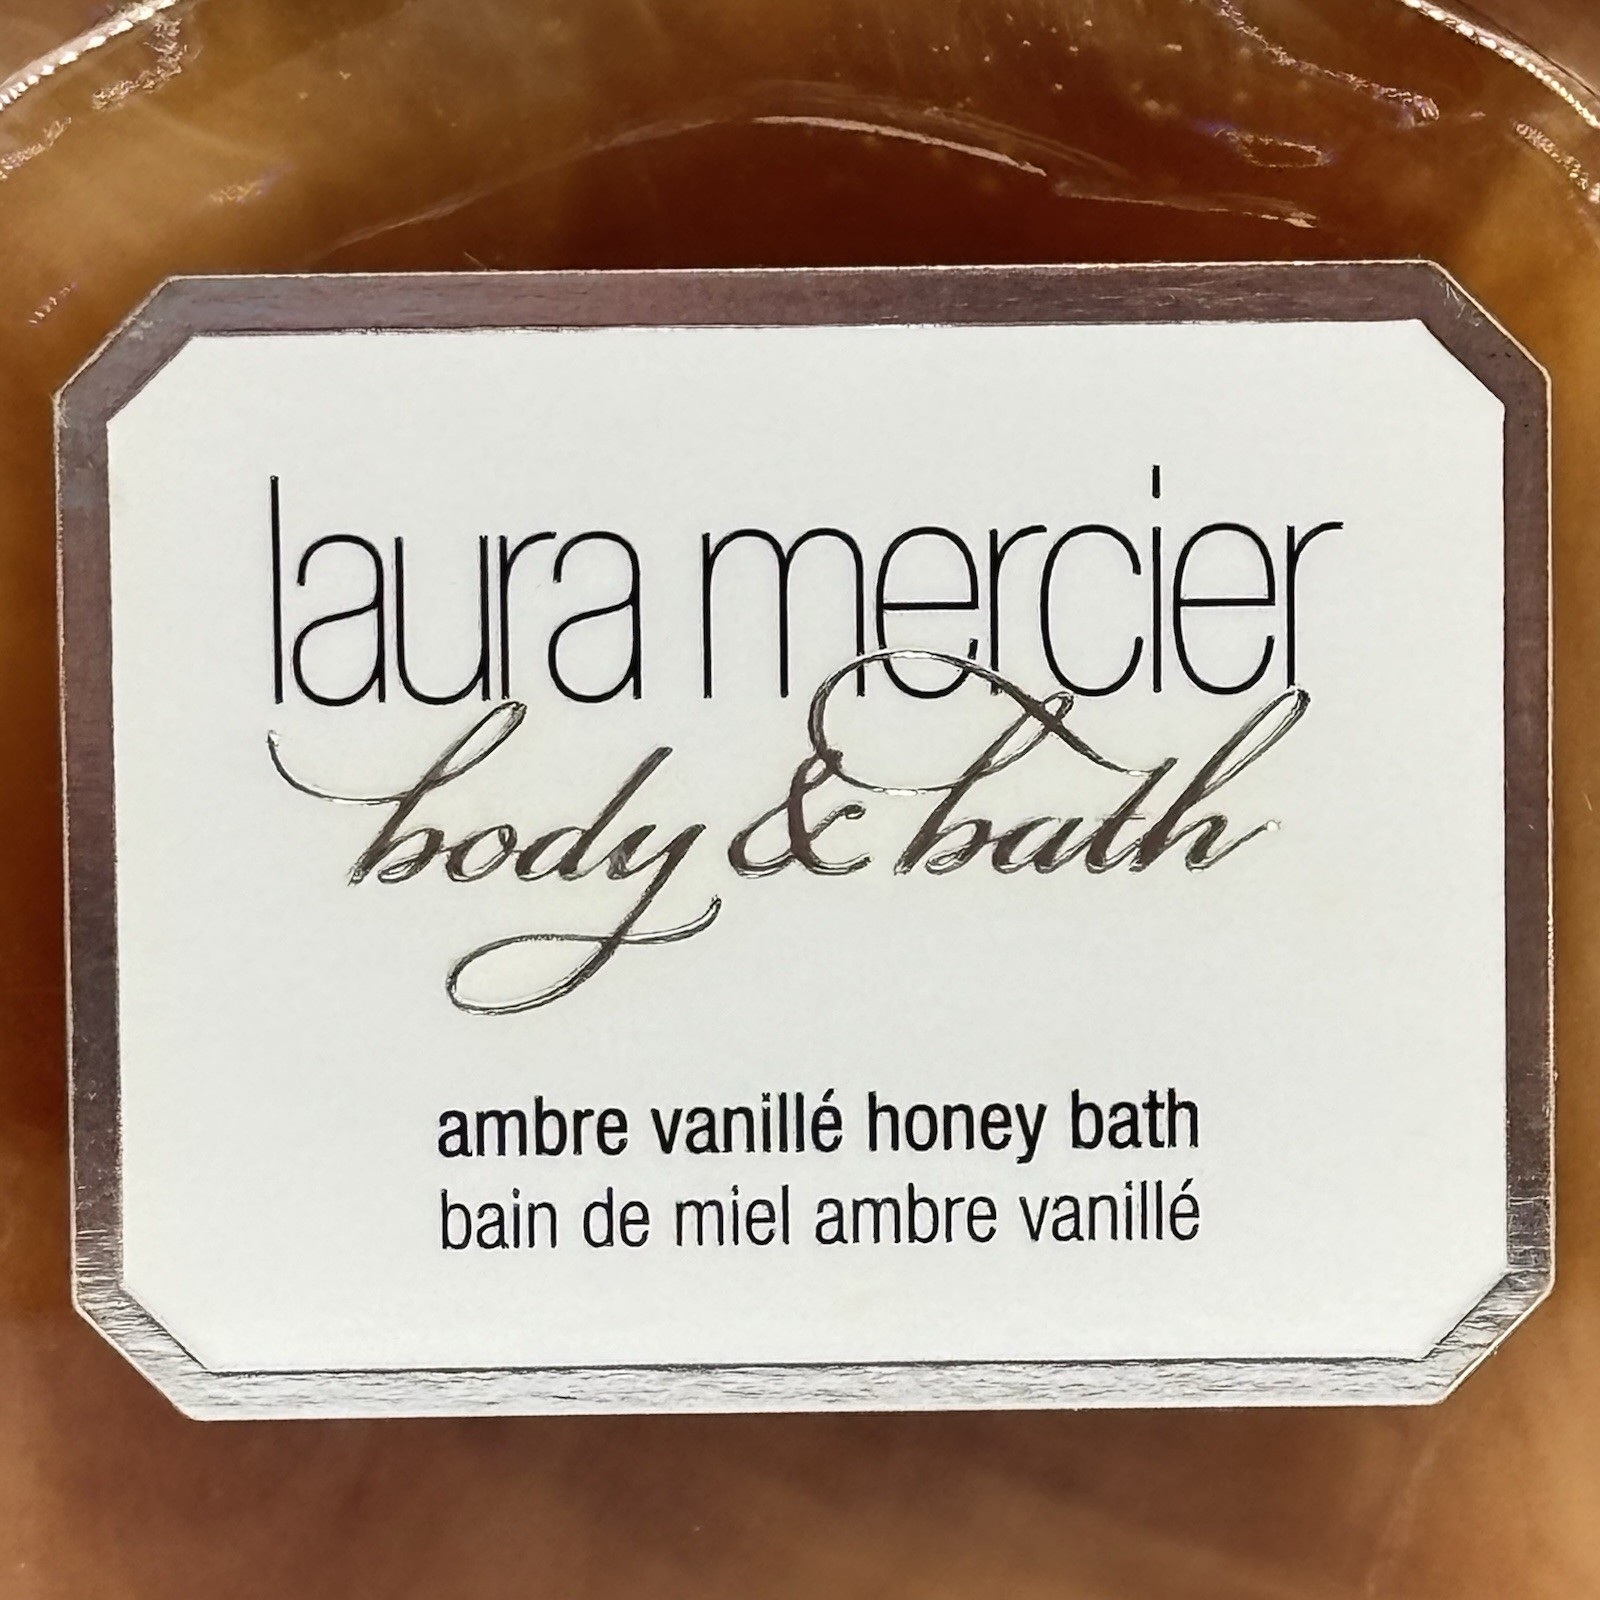 laura mercier
body & bath
ambre vanillé honey bath
bain de miel ambre vanillé